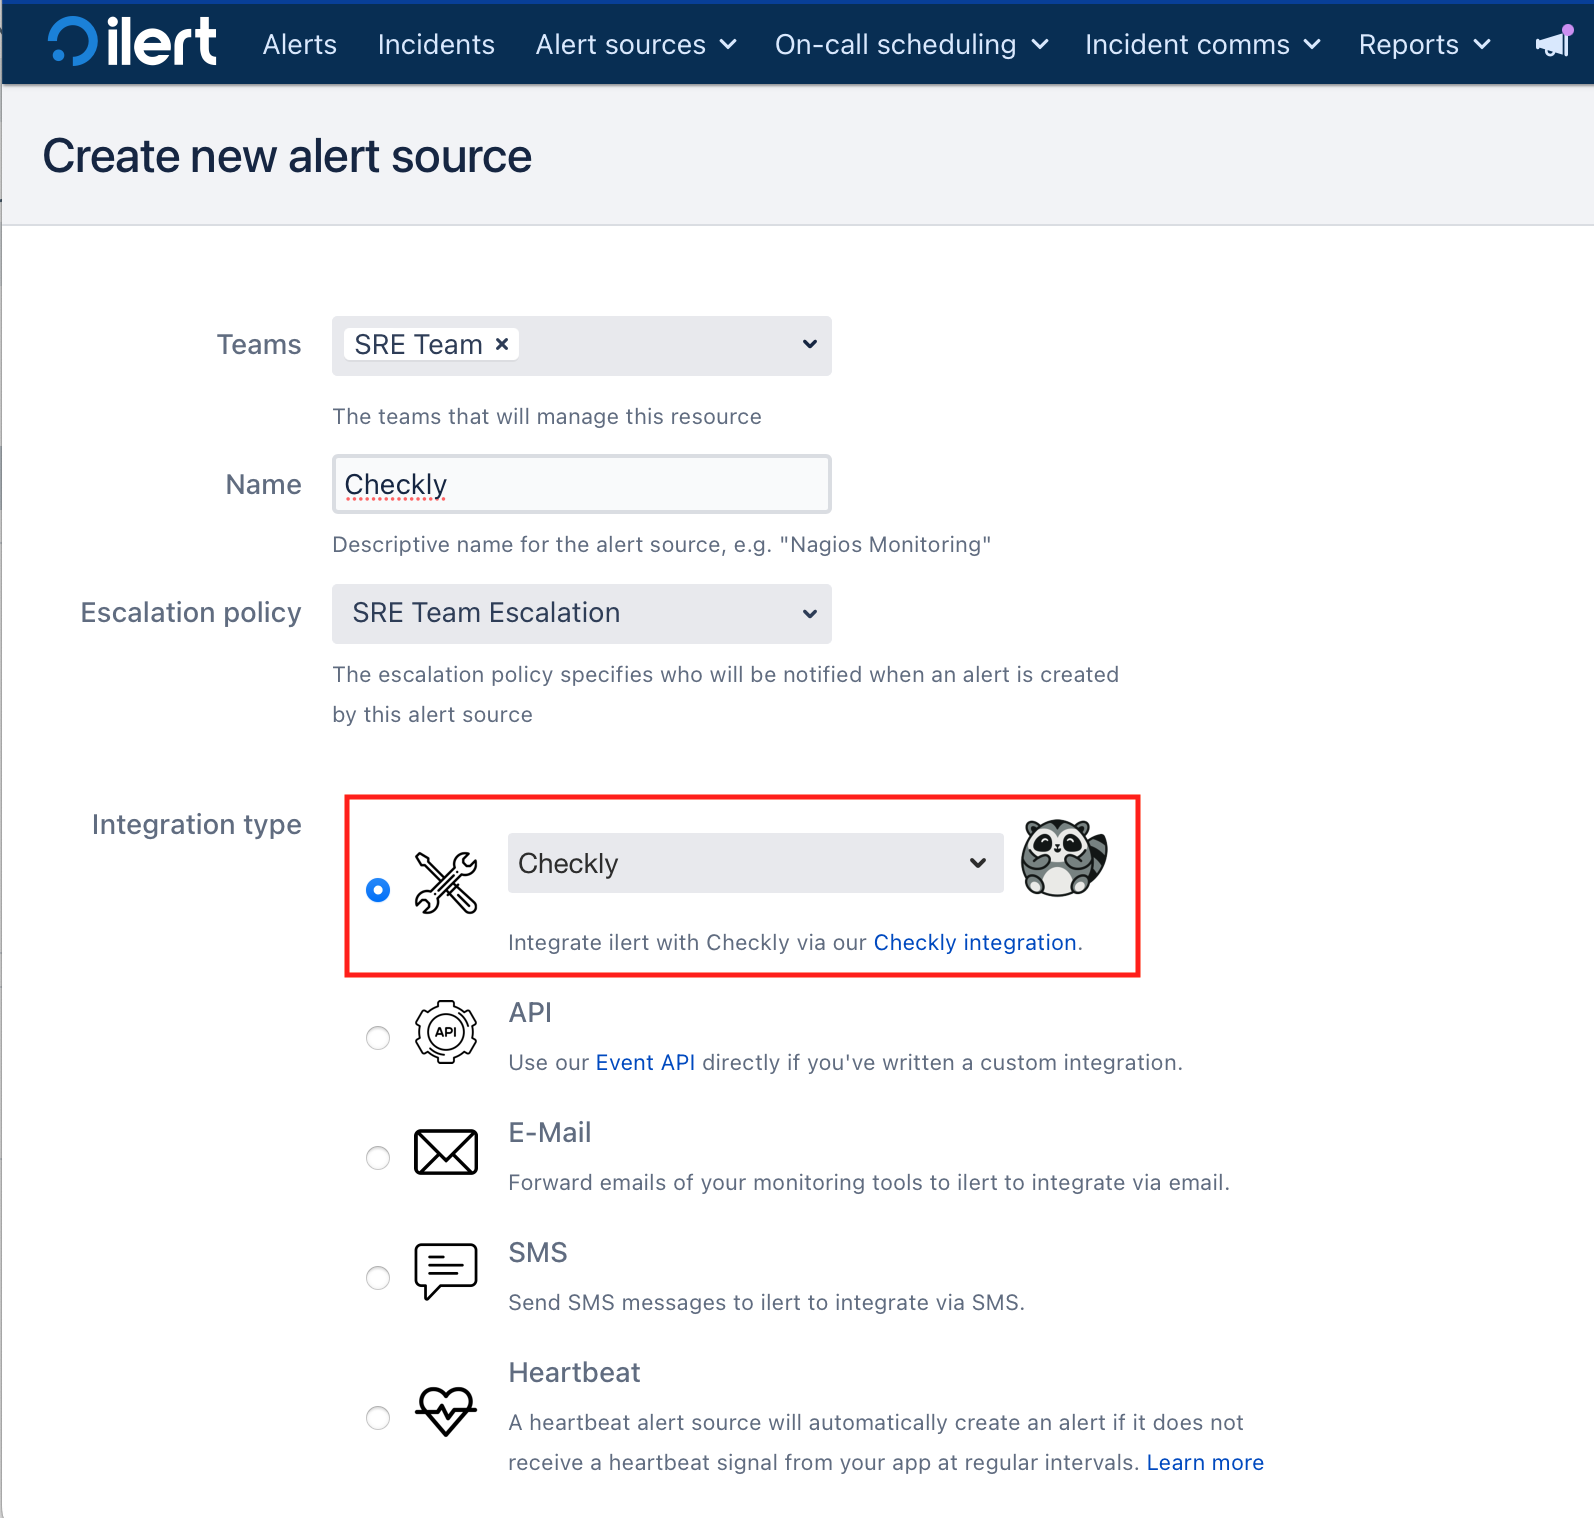 ilert Alerts Incidents Alert sources On-call scheduling Incident comms Reports
Create new alert source
Teams SRE Team ×
The teams that will manage this resource
Name Checkly
Descriptive name for the alert source, e.g. "Nagios Monitoring"
Escalation policy SRE Team Escalation
The escalation policy specifies who will be notified when an alert is created
by this alert source
Integration type
Checkly
Integrate ilert with Checkly via our Checkly integration.
API
API
Use our Event API directly if you've written a custom integration.
E-Mail
Forward emails of your monitoring tools to ilert to integrate via email.
SMS
Send SMS messages to ilert to integrate via SMS.
Heartbeat
A heartbeat alert source will automatically create an alert if it does not
receive a heartbeat signal from your app at regular intervals. Learn more